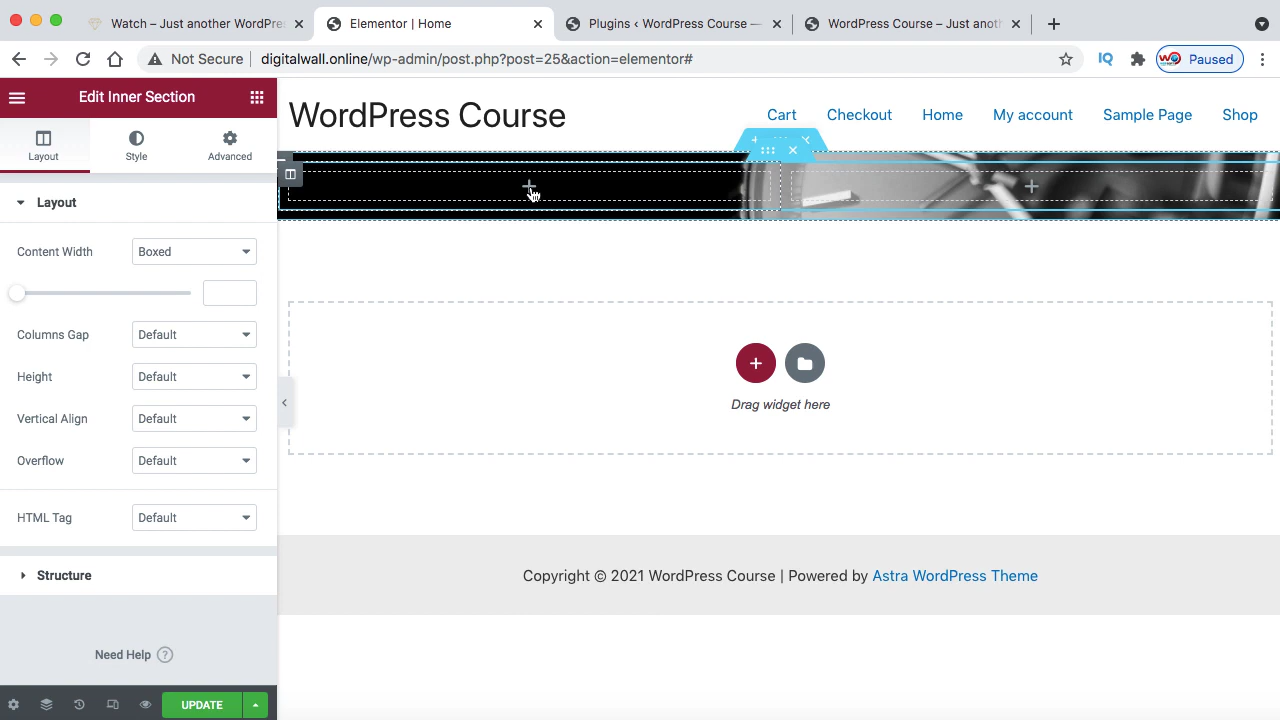 Watch – Just another WordPres
Elementor | Home
Plugins ‹ WordPress Course —
WordPress Course – Just anoth
Not Secure
digitalwall.online/wp-admin/post.php?post=25&action=elementor#
IQ
Paused
Edit Inner Section
Layout
Style
Advanced
Layout
Content Width
Boxed
Columns Gap
Default
Height
Default
Vertical Align
Default
Overflow
Default
HTML Tag
Default
Structure
Need Help ?
UPDATE
WordPress Course
Cart
Checkout
Home
My account
Sample Page
Shop
Drag widget here
Copyright © 2021 WordPress Course | Powered by Astra WordPress Theme